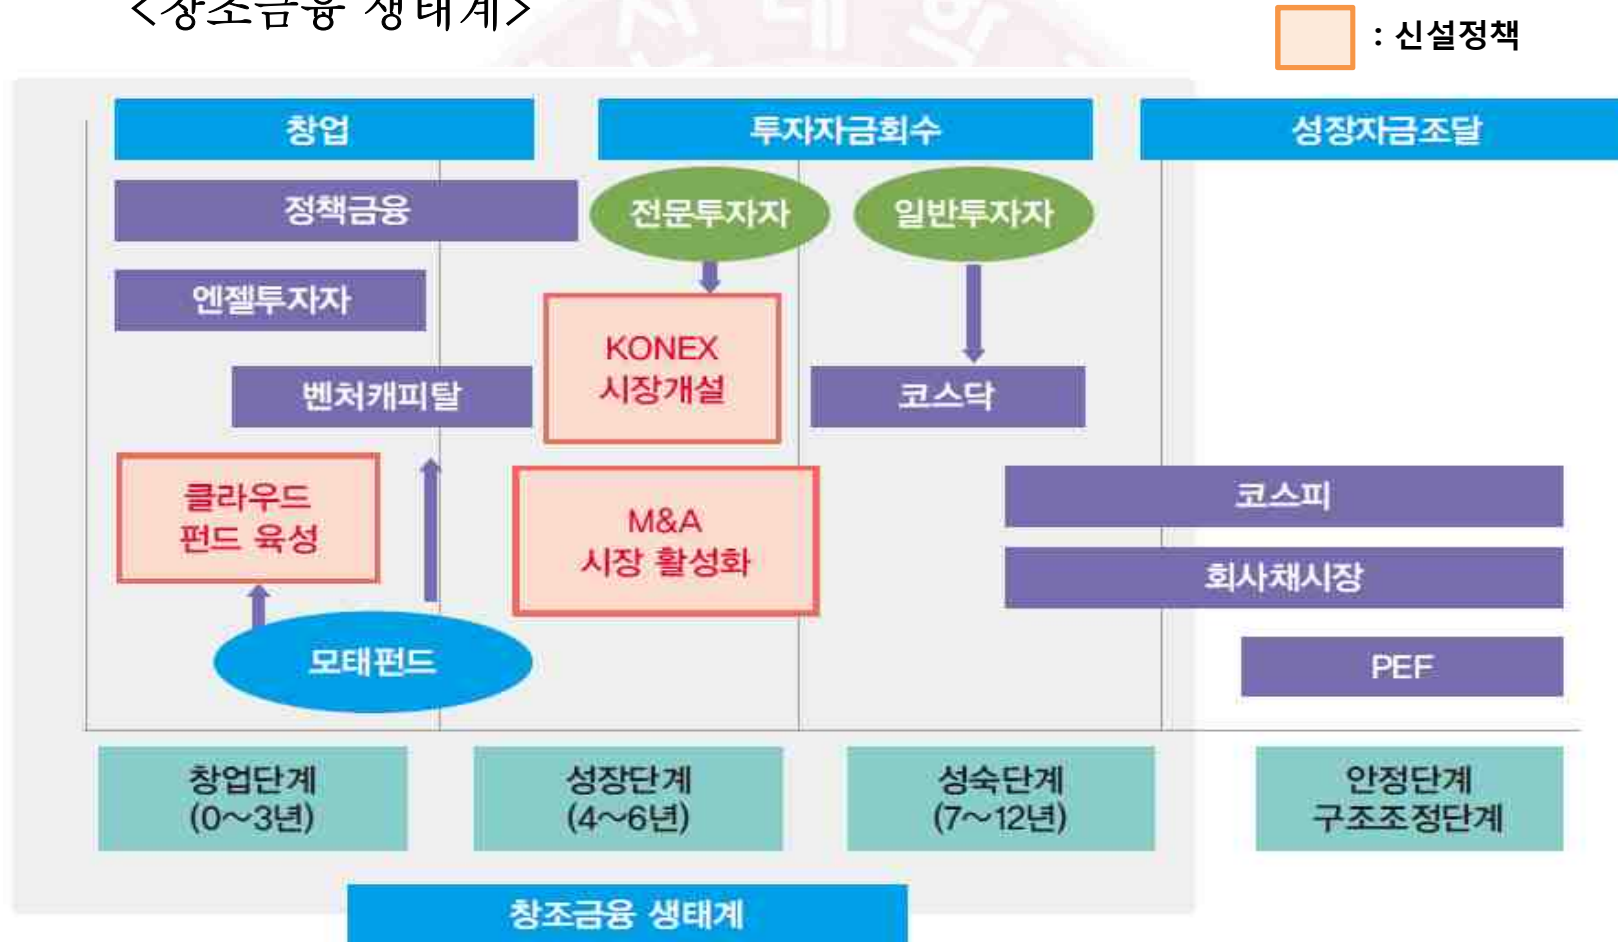 <창조금융 생태계>
: 신설정책
창업
투자자금회수
성장자금조달
정책금융
전문투자자
일반투자자
엔젤투자자
KONEX
시장개설
벤처캐피탈
코스닥
클라우드
펀드 육성
M&A
시장 활성화
코스피
회사채시장
모태펀드
PEF
창업단계
(0~3년)
성장단계
(4~6년)
성숙단계
(7~12년)
안정단계
구조조정단계
창조금융 생태계